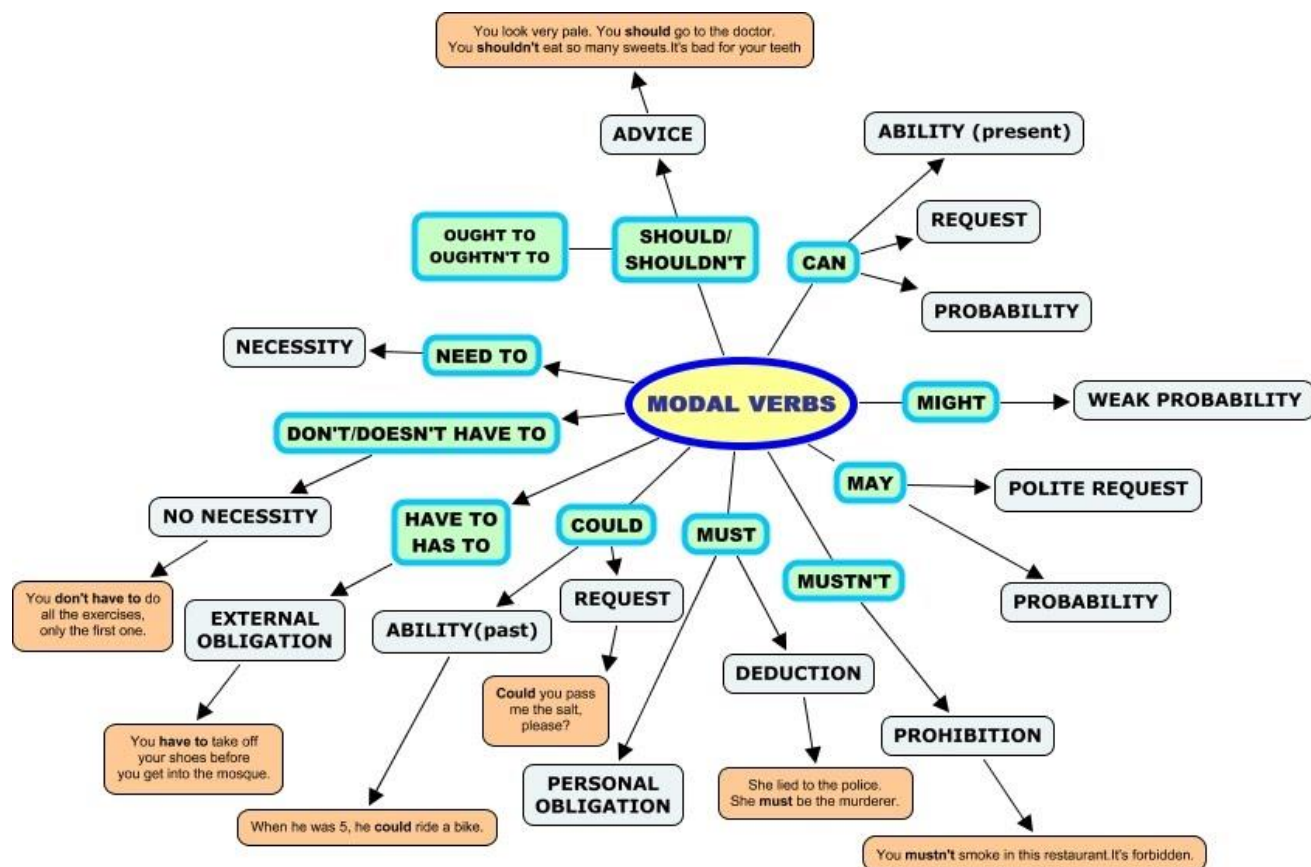 You look very pale. You should go to the doctor.
You shouldn't eat so many sweets.It's bad for your teeth
ADVICE
ABILITY (present)
REQUEST
PROBABILITY
OUGHT TO
OUGHTN'T TO
SHOULD/
SHOULDN'T
CAN
NECESSITY
NEED TO
MODAL VERBS
MIGHT
WEAK PROBABILITY
DON'T/DOESN'T HAVE TO
MAY
POLITE REQUEST
PROBABILITY
NO NECESSITY
HAVE TO
HAS TO
COULD
MUST
MUSTN'T
You don't have to do
all the exercises,
only the first one.
EXTERNAL
OBLIGATION
ABILITY(past)
REQUEST
DEDUCTION
PROHIBITION
Could you pass
me the salt,
please?
You have to take off
your shoes before
you get into the mosque.
PERSONAL
OBLIGATION
She lied to the police.
She must be the murderer.
When he was 5, he could ride a bike.
You mustn't smoke in this restaurant.It's forbidden.